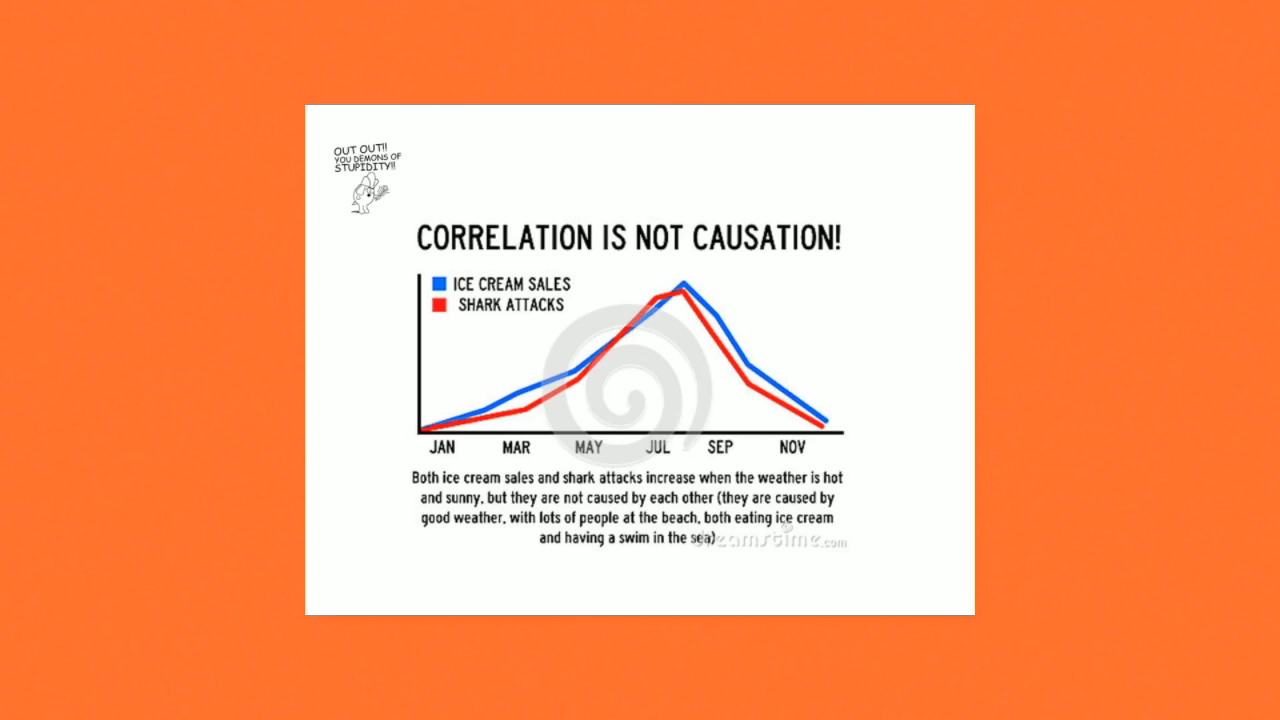 OUT OUT!!
YOU DEMONS OF
STUPIDITY!!
CORRELATION IS NOT CAUSATION!
ICE CREAM SALES
SHARK ATTACKS
JAN MAR MAY JUL SEP NOV
Both ice cream sales and shark attacks increase when the weather is hot
and sunny, but they are not caused by each other (they are caused by
good weather, with lots of people at the beach, both eating ice cream
and having a swim in the sea)
dreamstime.com